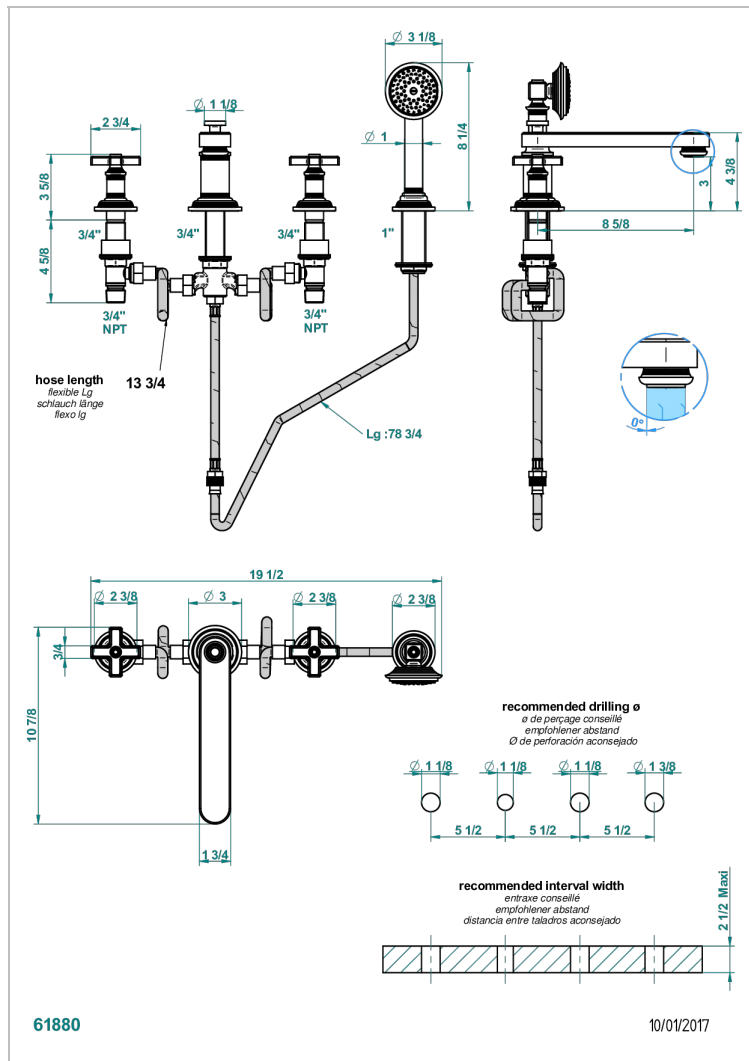 Ø 3 1/8
Ø 1 1/8
2 3/4
Ø 1
8 1/4
3 5/8
4 3/8
3
8 5/8
3/4"
3/4"
3/4"
1"
4 5/8
3/4"
NPT
3/4"
NPT
hose length
flexible Lg
schlauch länge
flexo lg
13 3/4
Lg :78 3/4
0°
19 1/2
Ø 2 3/8
Ø 3
Ø 2 3/8
Ø 2 3/8
3/4
10 7/8
1 3/4
recommended drilling ø
ø de perçage conseillé
empfohlener abstand
Ø de perforación aconsejado
Ø 1 1/8
Ø 1 1/8
Ø 1 1/8
Ø 1 3/8
5 1/2
5 1/2
5 1/2
recommended interval width
entraxe conseillé
empfohlener abstand
distancia entre taladros aconsejado
2 1/2 Maxi
61880
10/01/2017